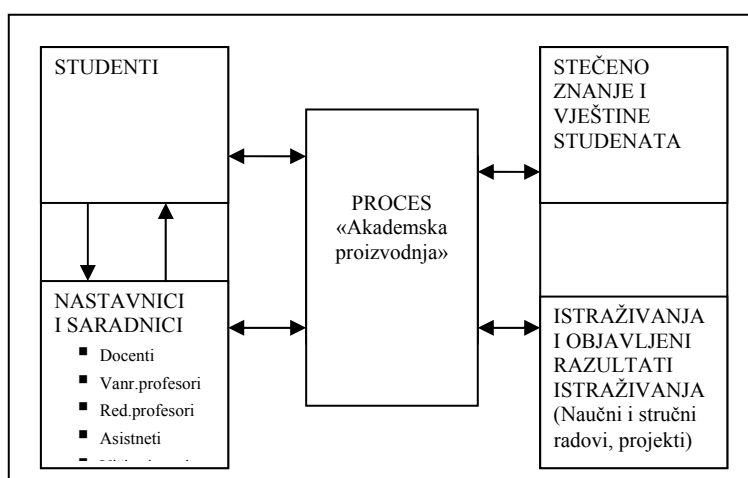 STUDENTI
NASTAVNICI
I SARADNICI
▪ Docenti
▪ Vanr.profesori
▪ Red.profesori
▪ Asistneti
PROCES
«Akademska
proizvodnja»
STEČENO
ZNANJE I
VJEŠTINE
STUDENATA
ISTRAŽIVANJA
I OBJAVLJENI
RAZULTATI
ISTRAŽIVANJA
(Naučni i stručni
radovi, projekti)